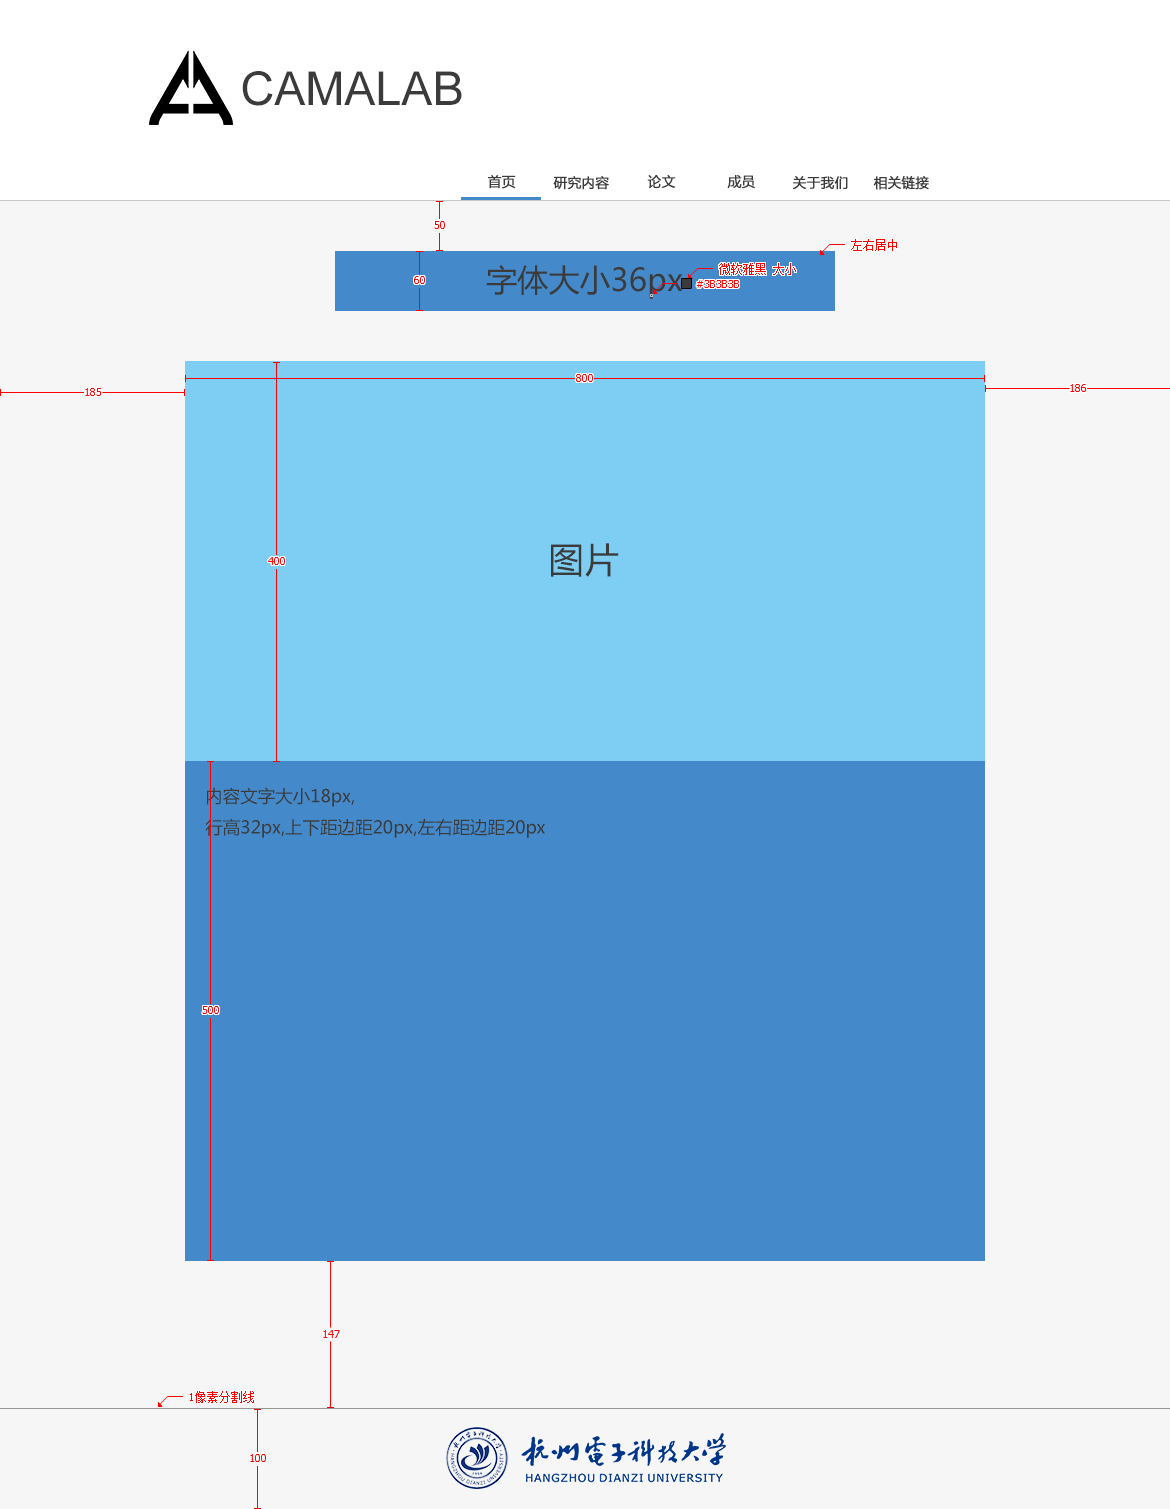 CAMALAB
首页 研究内容 论文 成员 关于我们 相关链接
50
左右居中
60
字体大小36px
微软雅黑 大小
#3B3B3B
800
185
186
400
图片
内容文字大小18px,
行高32px,上下距边距20px,左右距边距20px
500
147
1像素分割线
100
杭州電子科技大学
HANGZHOU DIANZI UNIVERSITY